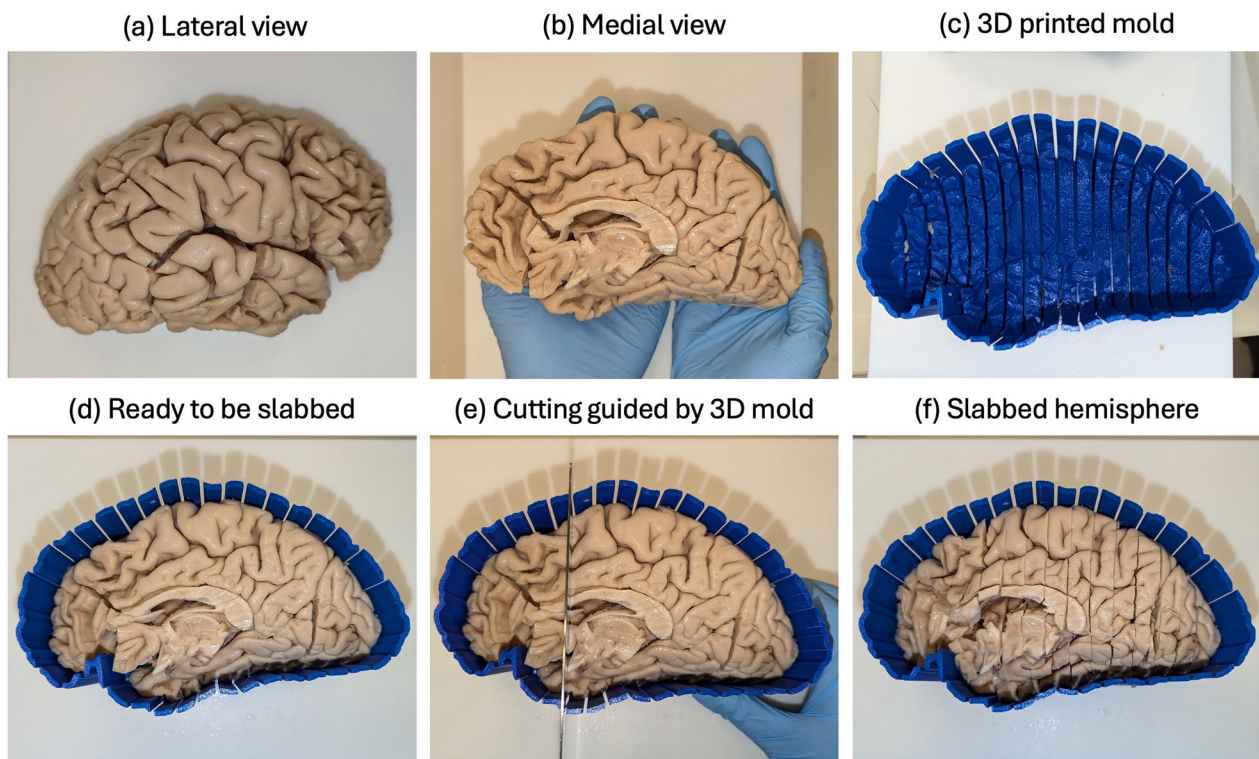 (a) Lateral view
(b) Medial view
(c) 3D printed mold
(d) Ready to be slabbed
(e) Cutting guided by 3D mold
(f) Slabbed hemisphere